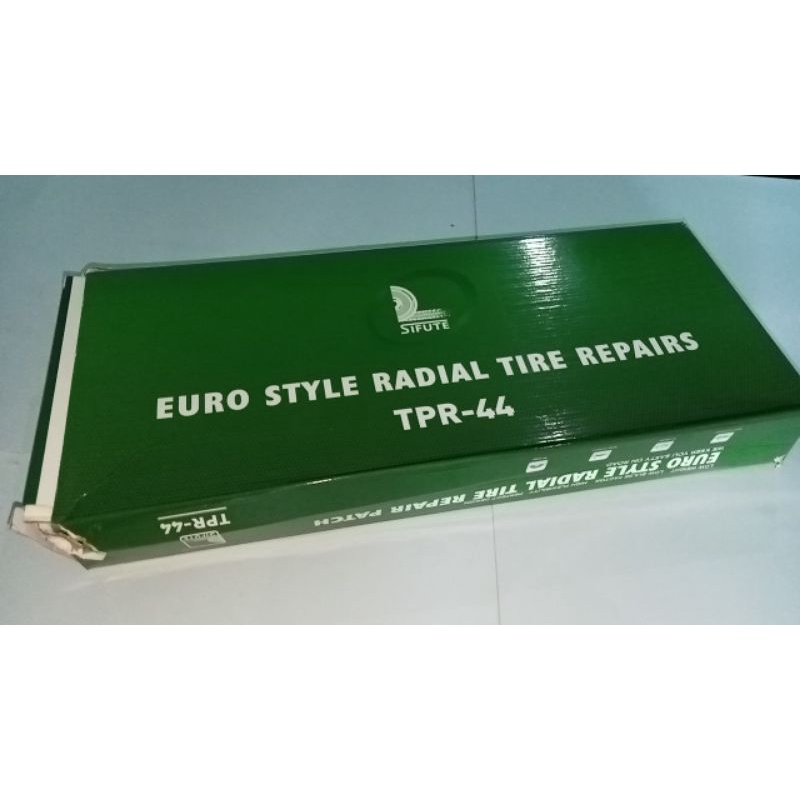 SIFUTE
EURO STYLE RADIAL TIRE REPAIRS
TPR-44
EURO STYLE RADIAL TIRE REPAIR PATCH
TPR-44